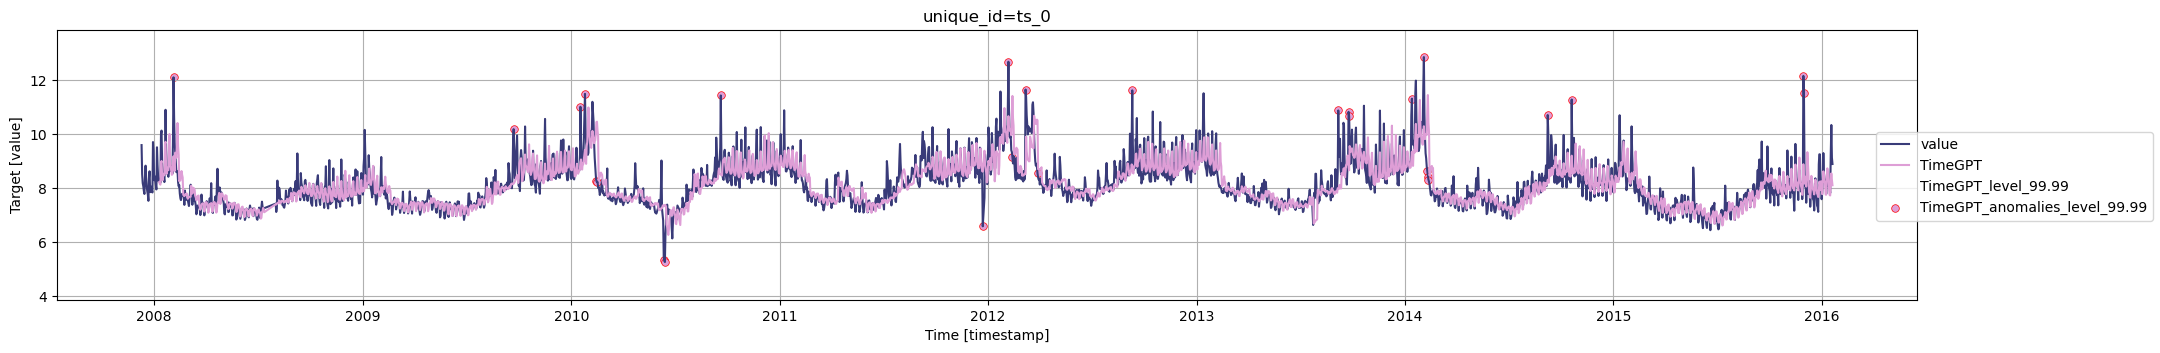 unique_id=ts_0
Target [value]
12
10
8
6
4
2008
2009
2010
2011
2012
2013
2014
2015
2016
Time [timestamp]
value
TimeGPT
TimeGPT_level_99.99
TimeGPT_anomalies_level_99.99